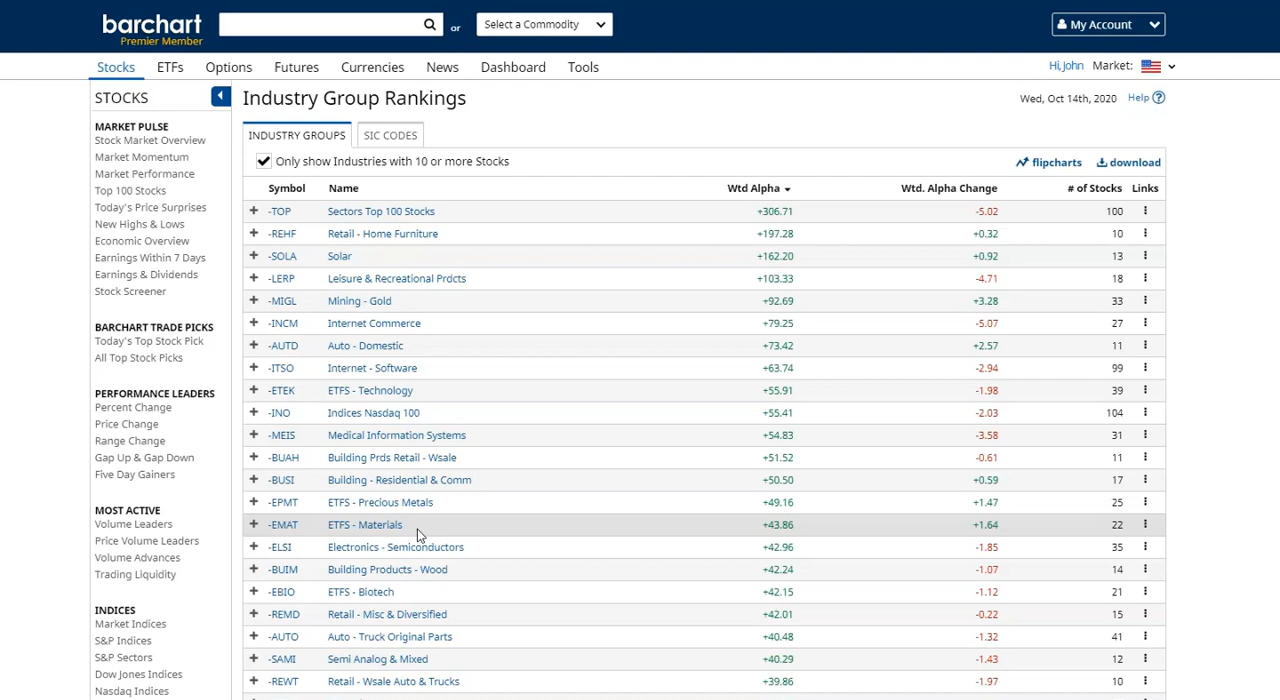 barchart
Premier Member
or
Select a Commodity
My Account
Stocks ETFs Options Futures Currencies News Dashboard Tools
Hi, John Market:
STOCKS
MARKET PULSE
Stock Market Overview
Market Momentum
Market Performance
Top 100 Stocks
Today's Price Surprises
New Highs & Lows
Economic Overview
Earnings Within 7 Days
Earnings & Dividends
Stock Screener
BARCHART TRADE PICKS
Today's Top Stock Pick
All Top Stock Picks
PERFORMANCE LEADERS
Percent Change
Price Change
Range Change
Gap Up & Gap Down
Five Day Gainers
MOST ACTIVE
Volume Leaders
Price Volume Leaders
Volume Advances
Trading Liquidity
INDICES
Market Indices
S&P Indices
S&P Sectors
Dow Jones Indices
Nasdaq Indices
Industry Group Rankings
Wed, Oct 14th, 2020 Help ?
INDUSTRY GROUPS SIC CODES
Only show Industries with 10 or more Stocks
flipcharts download
Symbol Name Wtd Alpha Wtd. Alpha Change # of Stocks Links
-TOP Sectors Top 100 Stocks +306.71 -5.02 100
-REHF Retail - Home Furniture +197.28 +0.32 10
-SOLA Solar +162.20 +0.92 13
-LERP Leisure & Recreational Prdcts +103.33 -4.71 18
-MIGL Mining - Gold +92.69 +3.28 33
-INCM Internet Commerce +79.25 -5.07 27
-AUTD Auto - Domestic +73.42 +2.57 11
-ITSO Internet - Software +63.74 -2.94 99
-ETEK ETFS - Technology +55.91 -1.98 39
-INO Indices Nasdaq 100 +55.41 -2.03 104
-MEIS Medical Information Systems +54.83 -3.58 31
-BUAH Building Prds Retail - Wsale +51.52 -0.61 11
-BUSI Building - Residential & Comm +50.50 +0.59 17
-EPMT ETFS - Precious Metals +49.16 +1.47 25
-EMAT ETFS - Materials +43.86 +1.64 22
-ELSI Electronics - Semiconductors +42.96 -1.85 35
-BUIM Building Products - Wood +42.24 -1.07 14
-EBIO ETFS - Biotech +42.15 -1.12 21
-REMD Retail - Misc & Diversified +42.01 -0.22 15
-AUTO Auto - Truck Original Parts +40.48 -1.32 41
-SAMI Semi Analog & Mixed +40.29 -1.43 12
-REWT Retail - Wsale Auto & Trucks +39.86 -1.97 10